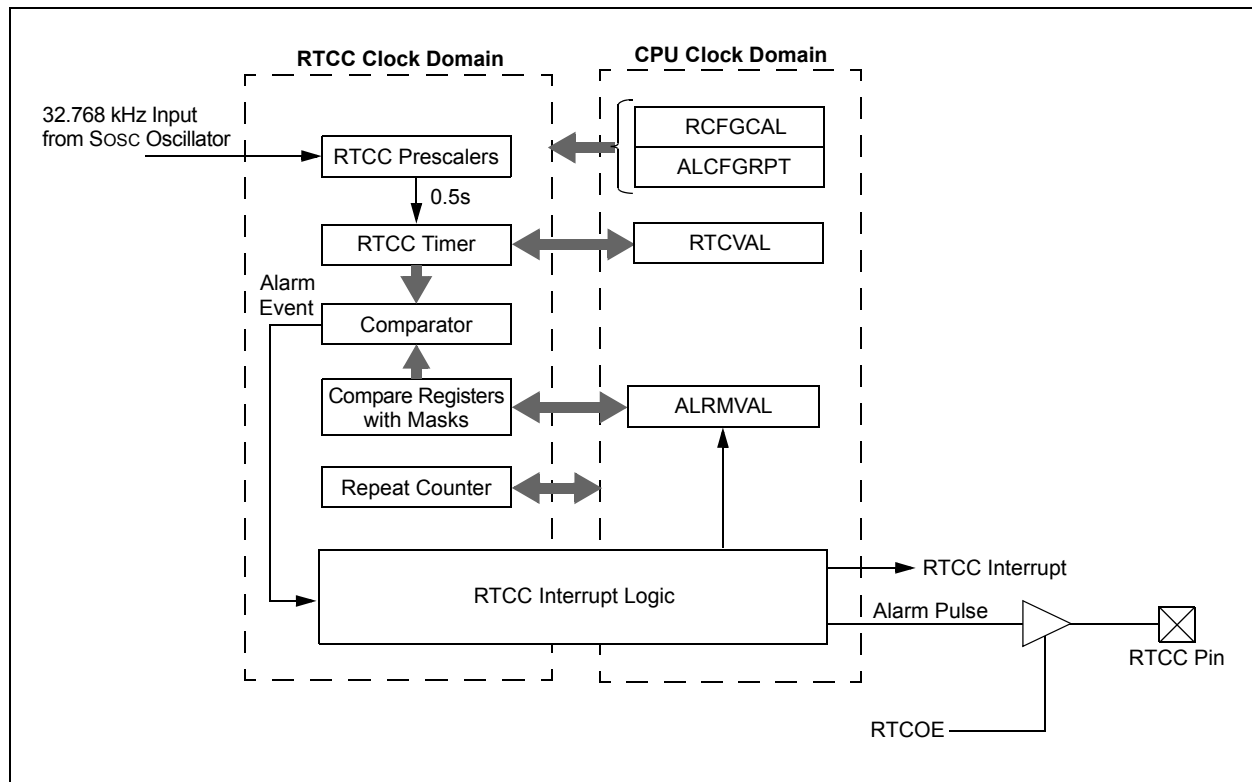 RTCC Clock Domain
CPU Clock Domain
32.768 kHz Input
from SOSC Oscillator
RTCC Prescalers
RCFGCAL
ALCFGRPT
0.5s
RTCC Timer
RTCVAL
Alarm
Event
Comparator
Compare Registers
with Masks
ALRMVAL
Repeat Counter
RTCC Interrupt Logic
RTCC Interrupt
Alarm Pulse
RTCC Pin
RTCOE